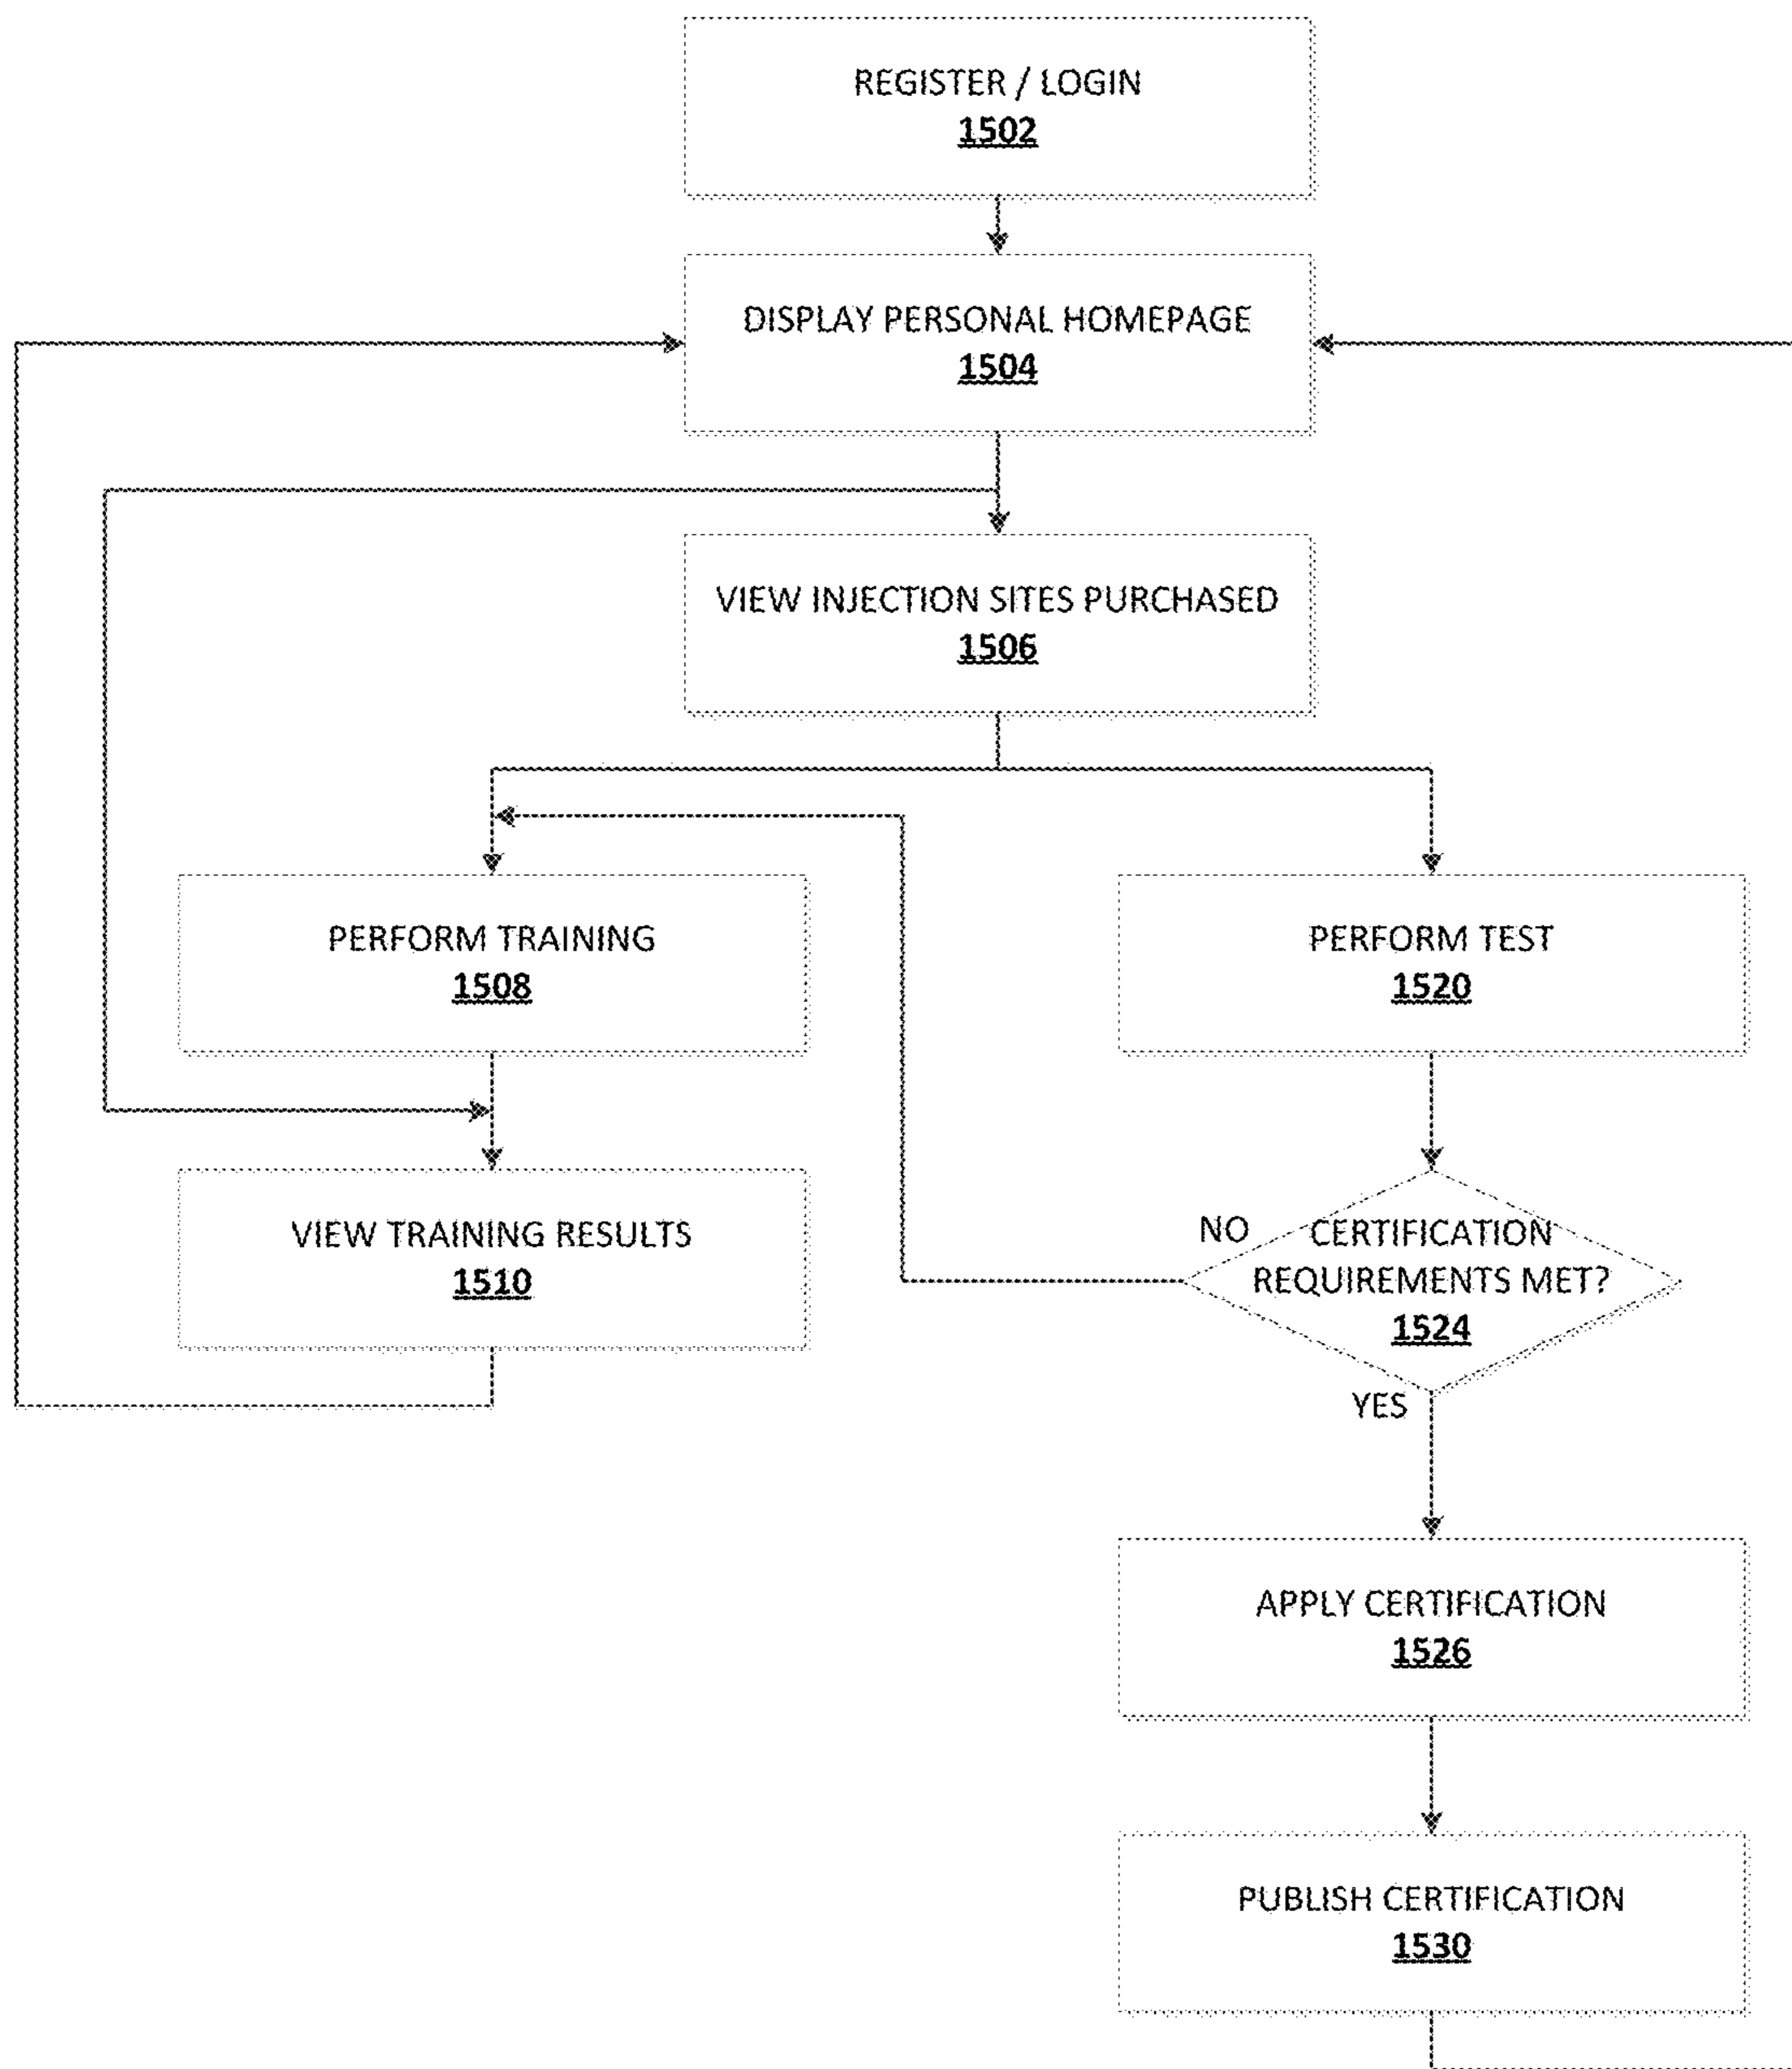 REGISTER / LOGIN
1502
DISPLAY PERSONAL HOMEPAGE
1504
VIEW INJECTION SITES PURCHASED
1506
PERFORM TRAINING
1508
PERFORM TEST
1520
VIEW TRAINING RESULTS
1510
NO
CERTIFICATION
REQUIREMENTS MET?
1524
YES
APPLY CERTIFICATION
1526
PUBLISH CERTIFICATION
1530